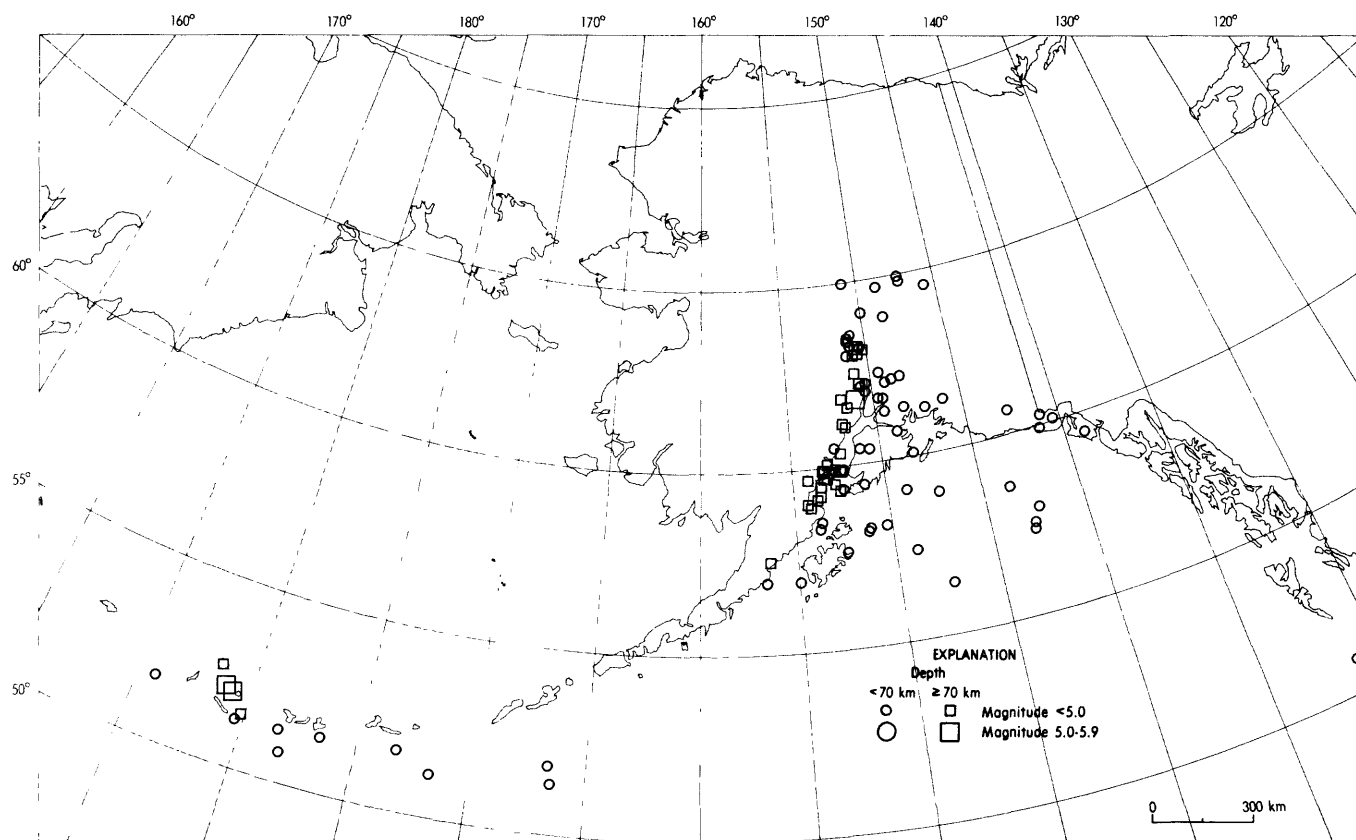 160° 170° 180° 170° 160° 150° 140° 130° 120°
60°
55°
50°
EXPLANATION
Depth
<70 km ≥70 km
Magnitude <5.0
Magnitude 5.0-5.9
0 300 km